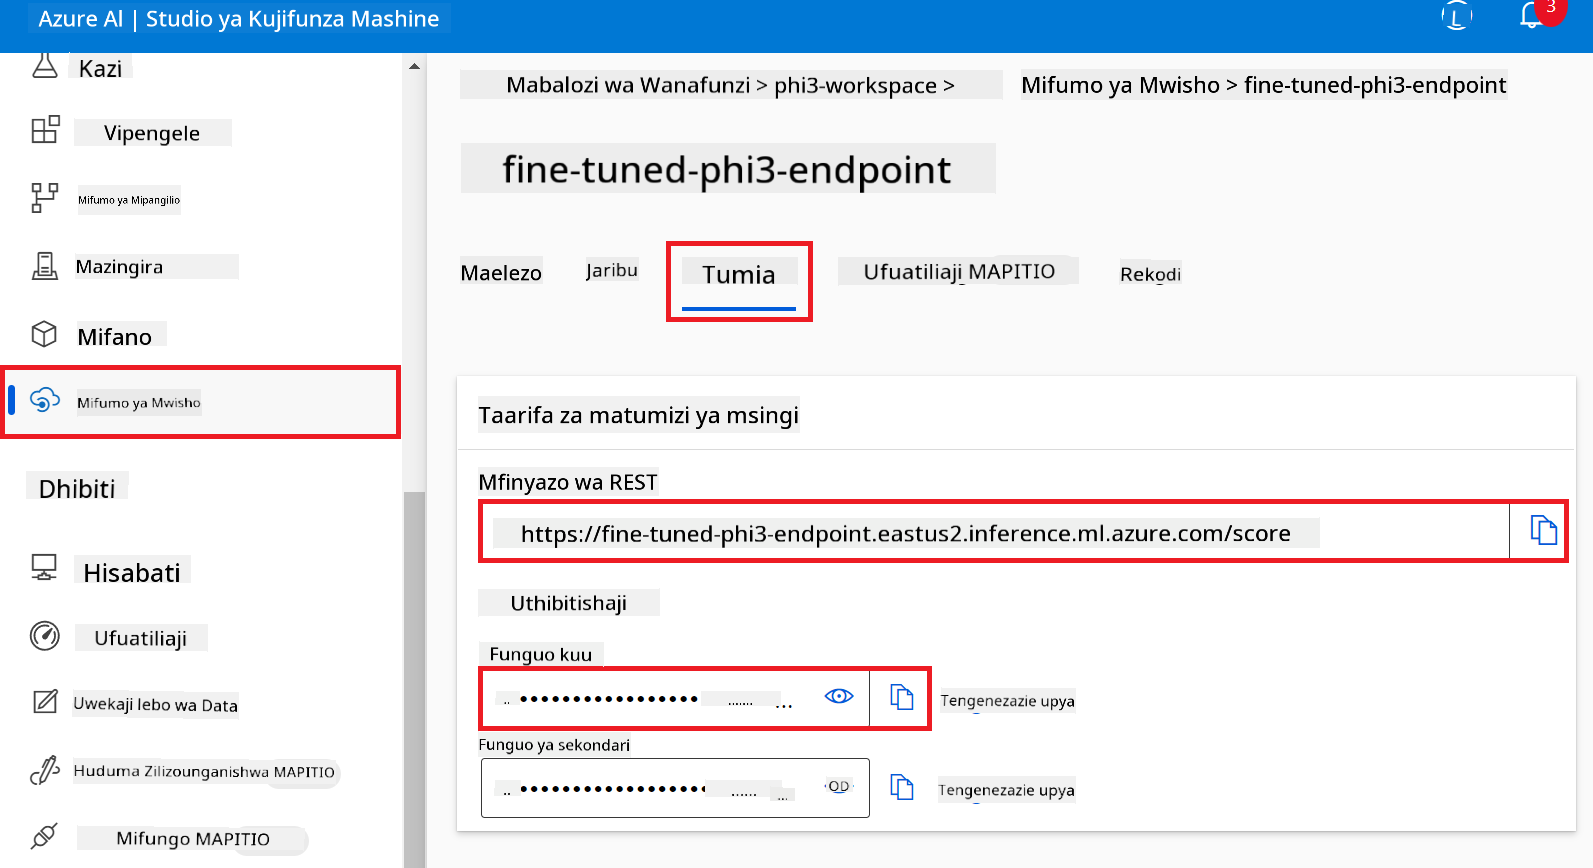 Azure AI | Studio ya Kujifunza Mashine
L
3
Kazi
Vipengele
Mifumo ya Mipangilio
Mazingira
Mifano
Mifumo ya Mwisho
Dhibiti
Hisabati
Ufuatiliaji
Uwekaji lebo wa Data
Huduma Zilizounganishwa MAPITIO
Mifungo MAPITIO
Mabalozi wa Wanafunzi > phi3-workspace > Mifumo ya Mwisho > fine-tuned-phi3-endpoint
fine-tuned-phi3-endpoint
Maelezo Jaribu Tumia Ufuatiliaji MAPITIO Rekodi
Taarifa za matumizi ya msingi
Mfinyazo wa REST
https://fine-tuned-phi3-endpoint.eastus2.inference.ml.azure.com/score
Uthibitishaji
Funguo kuu
Tengenezazie upya
Funguo ya sekondari
OD
Tengenezazie upya